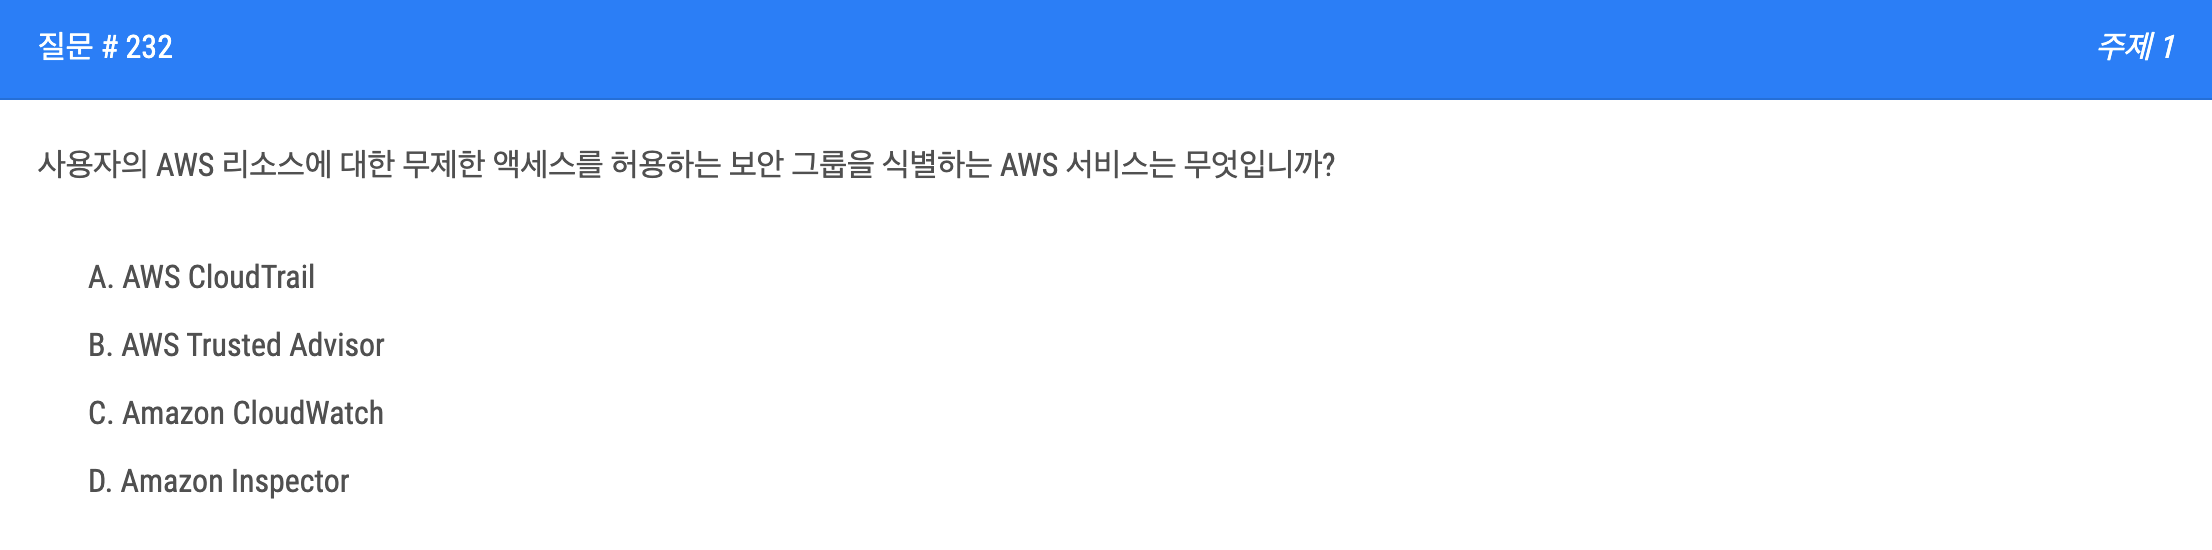 질문 # 232
주제 1
사용자의 AWS 리소스에 대한 무제한 액세스를 허용하는 보안 그룹을 식별하는 AWS 서비스는 무엇입니까?
A. AWS CloudTrail
B. AWS Trusted Advisor
C. Amazon CloudWatch
D. Amazon Inspector